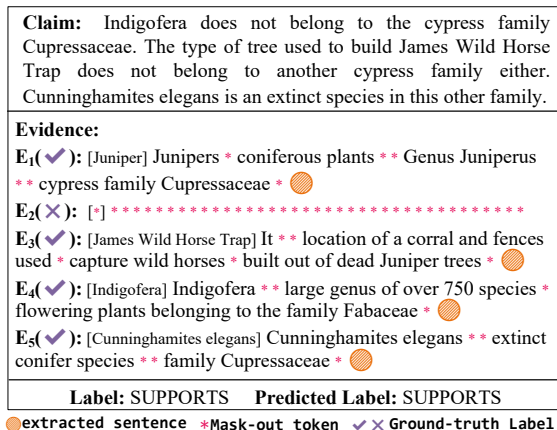 Claim: Indigofera does not belong to the cypress family
Cupressaceae. The type of tree used to build James Wild Horse
Trap does not belong to another cypress family either.
Cunninghamites elegans is an extinct species in this other family.
Evidence:
E1(✓): [Juniper] Junipers * coniferous plants * * Genus Juniperus
* * cypress family Cupressaceae *
E2(✕): [*] * * * * * * * * * * * * * * * * * * * * * * * * * * * * * * * * * * * * *
E3(✓): [James Wild Horse Trap] It * * location of a corral and fences
used * capture wild horses * built out of dead Juniper trees *
E4(✓): [Indigofera] Indigofera * * large genus of over 750 species *
flowering plants belonging to the family Fabaceae *
E5(✓): [Cunninghamites elegans] Cunninghamites elegans * * extinct
conifer species * * family Cupressaceae *
Label: SUPPORTS Predicted Label: SUPPORTS
extracted sentence *Mask-out token ✓ ✕ Ground-truth Label